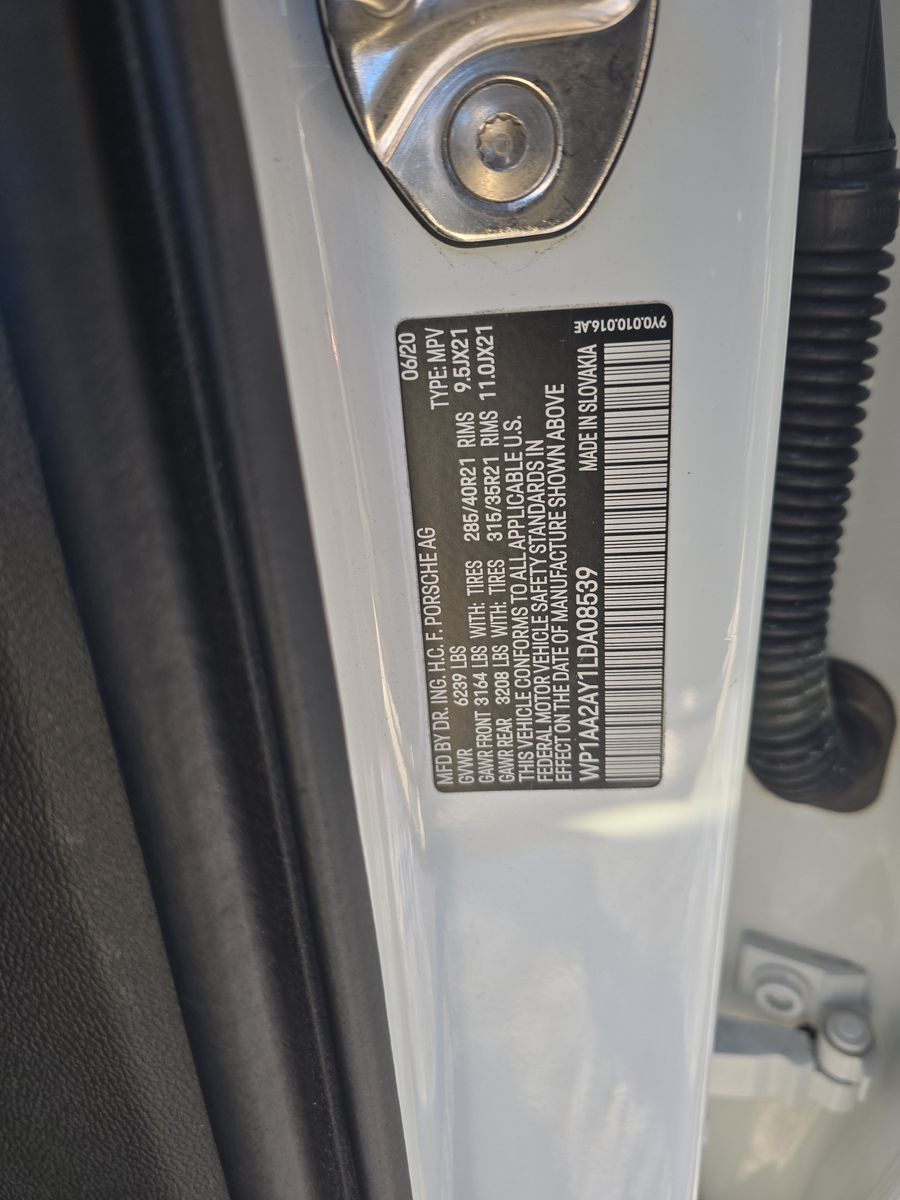 MFD BY DR. ING. H.C. F. PORSCHE AG 06/20
GVWR 6239 LBS TYPE: MPV
GAWR FRONT 3164 LBS WITH: TIRES 285/40R21 RIMS 9.5JX21
GAWR REAR 3208 LBS WITH: TIRES 315/35R21 RIMS 11.0JX21
THIS VEHICLE CONFORMS TO ALL APPLICABLE U.S.
FEDERAL MOTOR VEHICLE SAFETY STANDARDS IN
EFFECT ON THE DATE OF MANUFACTURE SHOWN ABOVE
WP1AA2AY1LDA08539 MADE IN SLOVAKIA
9Y0.010.016.AE